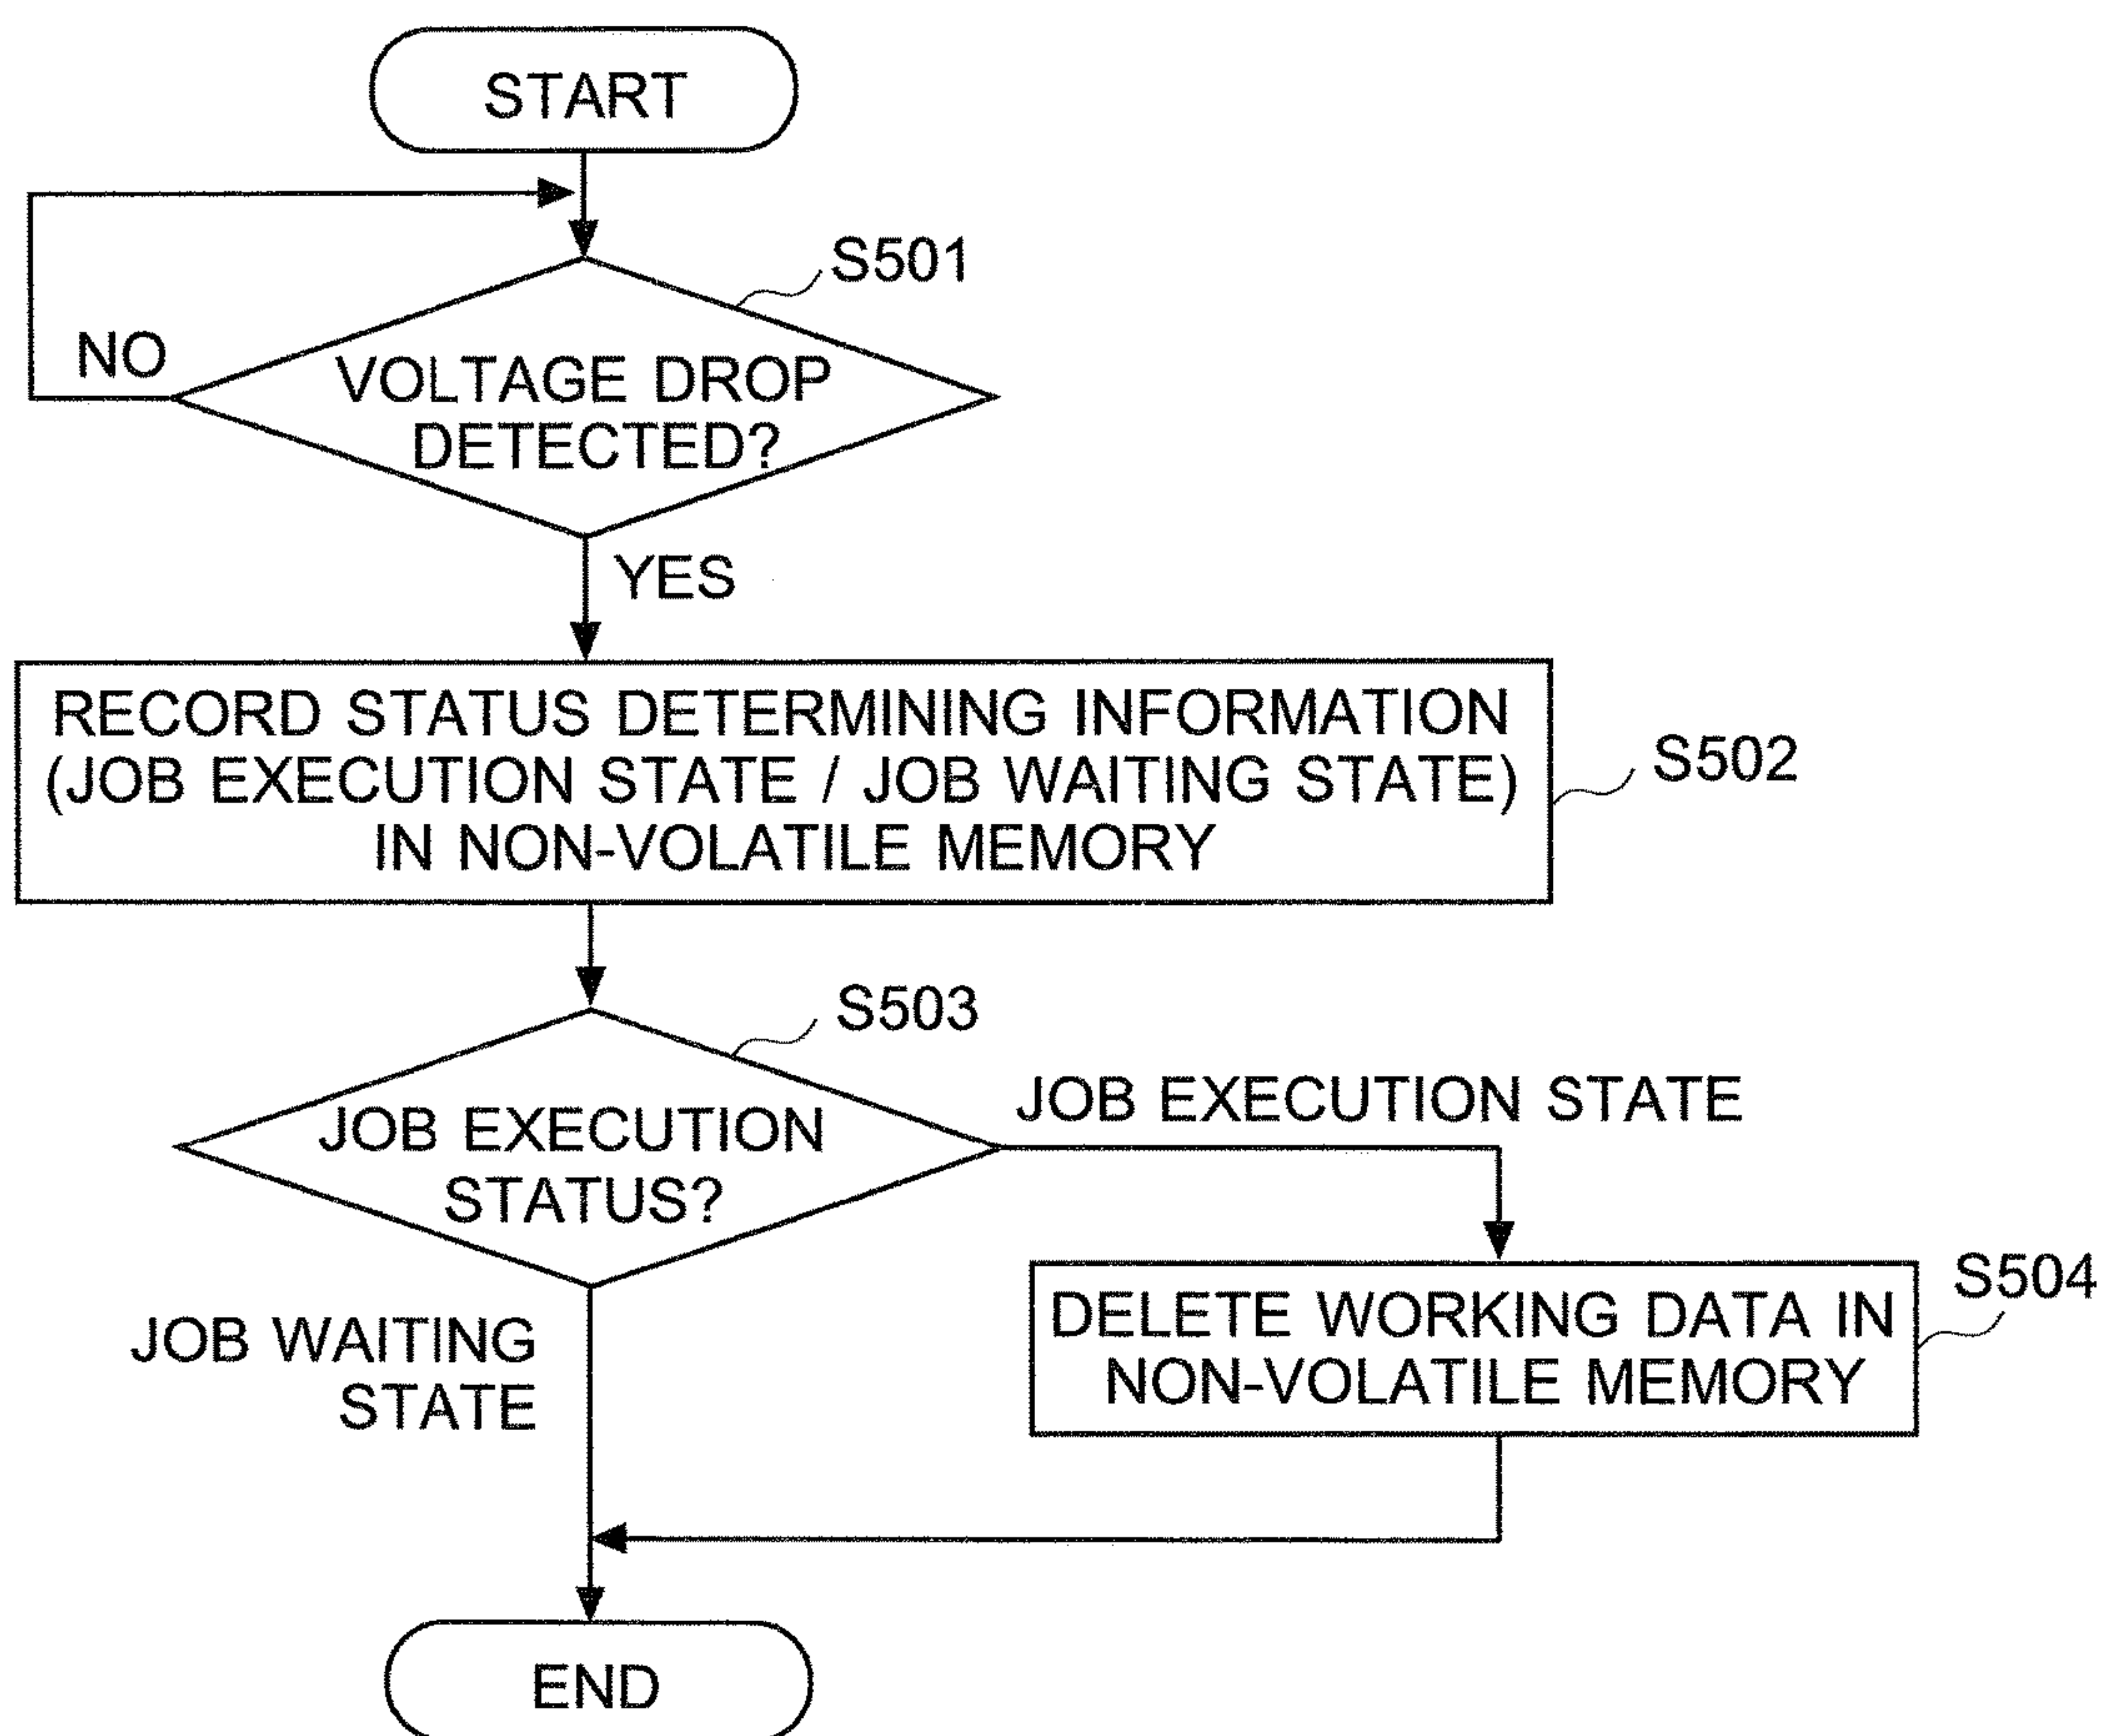 START
S501
NO
VOLTAGE DROP
DETECTED?
YES
RECORD STATUS DETERMINING INFORMATION
(JOB EXECUTION STATE / JOB WAITING STATE)
IN NON-VOLATILE MEMORY
S502
S503
JOB EXECUTION
STATUS?
JOB EXECUTION STATE
JOB WAITING
STATE
S504
DELETE WORKING DATA IN
NON-VOLATILE MEMORY
END